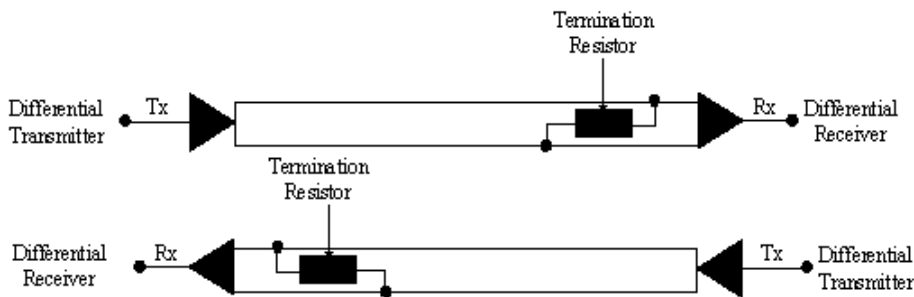 Termination
Resistor
Differential
Transmitter
Tx
Rx
Differential
Receiver
Termination
Resistor
Differential
Receiver
Rx
Tx
Differential
Transmitter